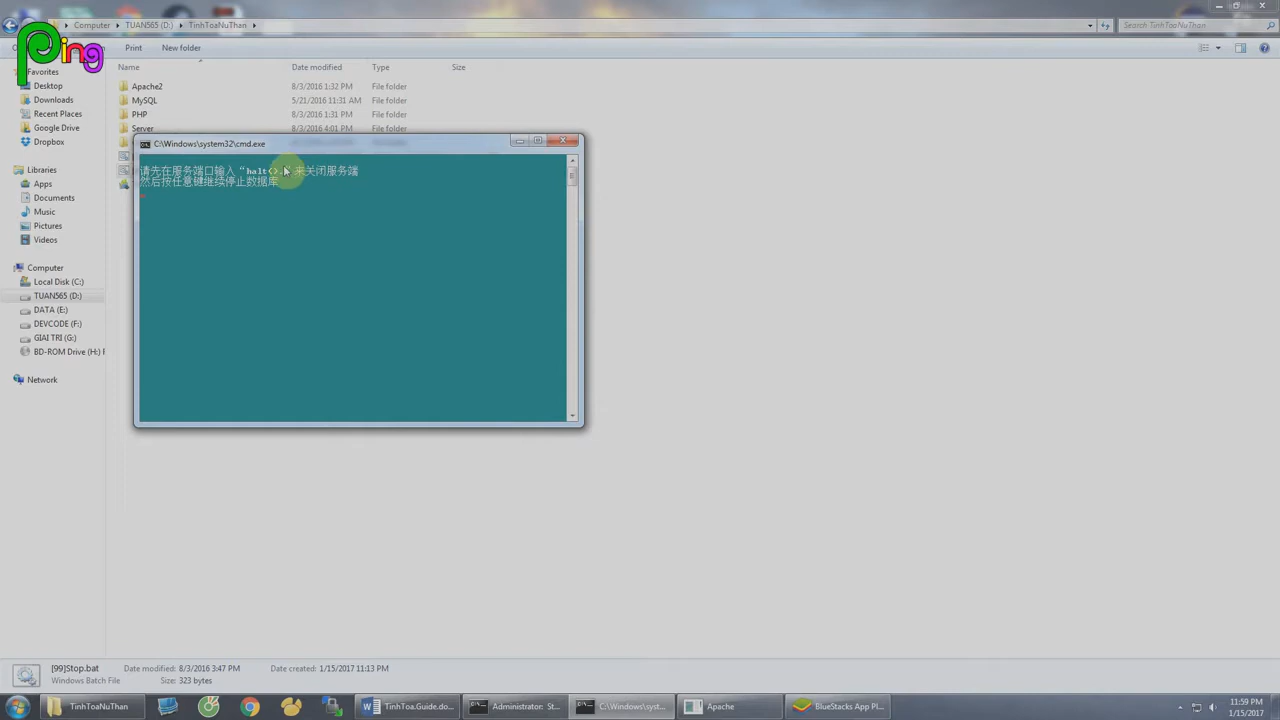 Ping
Computer
TUAN565 (D:)
TinhToaNuThan
Search TinhToaNuThan
Print
New folder
Name
Date modified
Type
Size
Favorites
Desktop
Downloads
Recent Places
Google Drive
Dropbox
Libraries
Apps
Documents
Music
Pictures
Videos
Computer
Local Disk (C:)
TUAN565 (D:)
DATA (E:)
DEVCODE (F:)
GIAI TRI (G:)
BD-ROM Drive (H:) F
Network
Apache2 8/3/2016 1:32 PM File folder
MySQL 5/21/2016 11:31 AM File folder
PHP 8/3/2016 1:31 PM File folder
Server 8/3/2016 4:01 PM File folder
C:\Windows\system32\cmd.exe
请先在服务端口输入“halt() 来关闭服务端
然后按任意键继续停止数据库
[99]Stop.bat Date modified: 8/3/2016 3:47 PM Date created: 1/15/2017 11:13 PM
Windows Batch File Size: 323 bytes
TinhToaNuThan
TinhToa.Guide.do...
Administrator: St...
C:\Windows\syst...
Apache
BlueStacks App Pl...
11:59 PM
1/15/2017